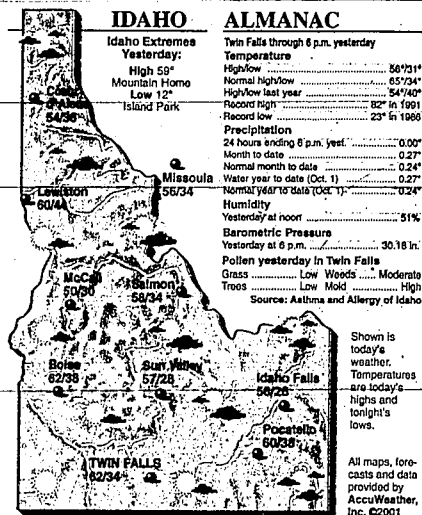 IDAHO
Idaho Extremes
Yesterday:
High 59°
Mountain Home
Low 12°
Island Park
Coeur
d'Alene
54/36
Missoula
56/34
Lewiston
60/44
McCall
50/30
Salmon
58/34
Boise
62/38
Sun Valley
57/28
Idaho Falls
58/28
Pocatello
60/38
TWIN FALLS
62/34
ALMANAC
Twin Falls through 6 p.m. yesterday
Temperature
High/low 56°/31°
Normal high/low 65°/34°
High/low last year 54°/40°
Record high 82° in 1991
Record low 23° in 1986
Precipitation
24 hours ending 6 p.m. yest. 0.00"
Month to date 0.27"
Normal month to date 0.24"
Water year to date (Oct. 1) 0.27"
Normal year to date (Oct. 1) 0.24"
Humidity
Yesterday at noon 51%
Barometric Pressure
Yesterday at 6 p.m. 30.18 in.
Pollen yesterday in Twin Falls
Grass Low Weeds Moderate
Trees Low Mold High
Source: Asthma and Allergy of Idaho
Shown is
today's
weather.
Temperatures
are today's
highs and
tonight's
lows.
All maps, fore-
casts and data
provided by
AccuWeather,
Inc. ©2001